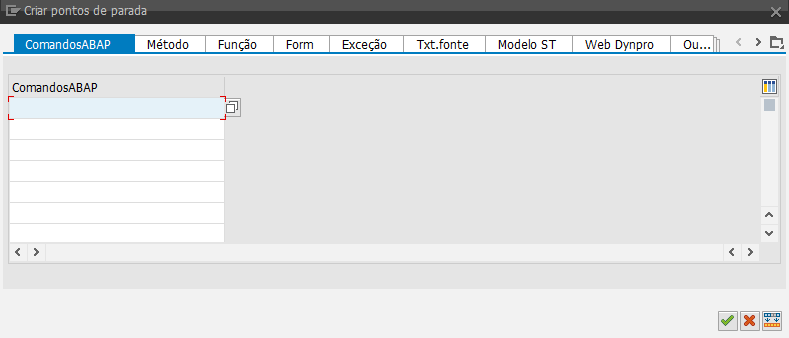 Criar pontos de parada
ComandosABAP Método Função Form Exceção Txt.fonte Modelo ST Web Dynpro Ou...
ComandosABAP